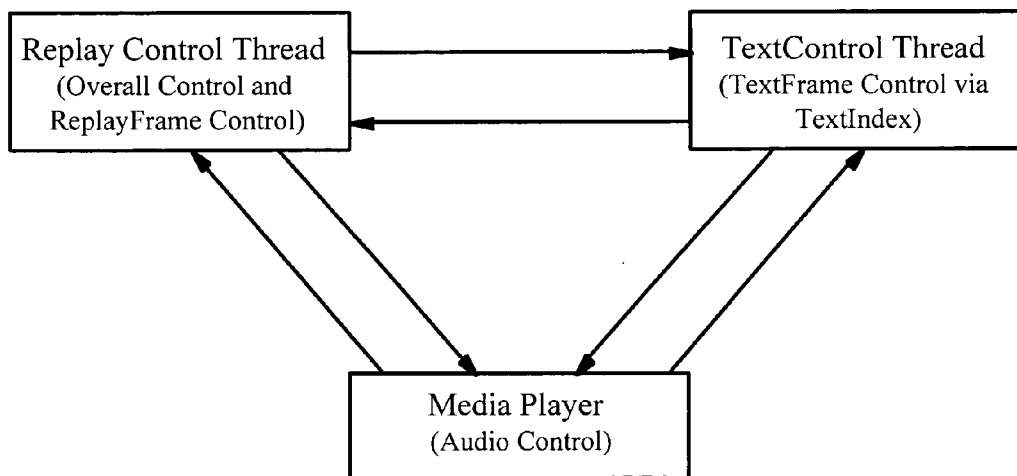 Replay Control Thread
(Overall Control and
ReplayFrame Control)
TextControl Thread
(TextFrame Control via
TextIndex)
Media Player
(Audio Control)